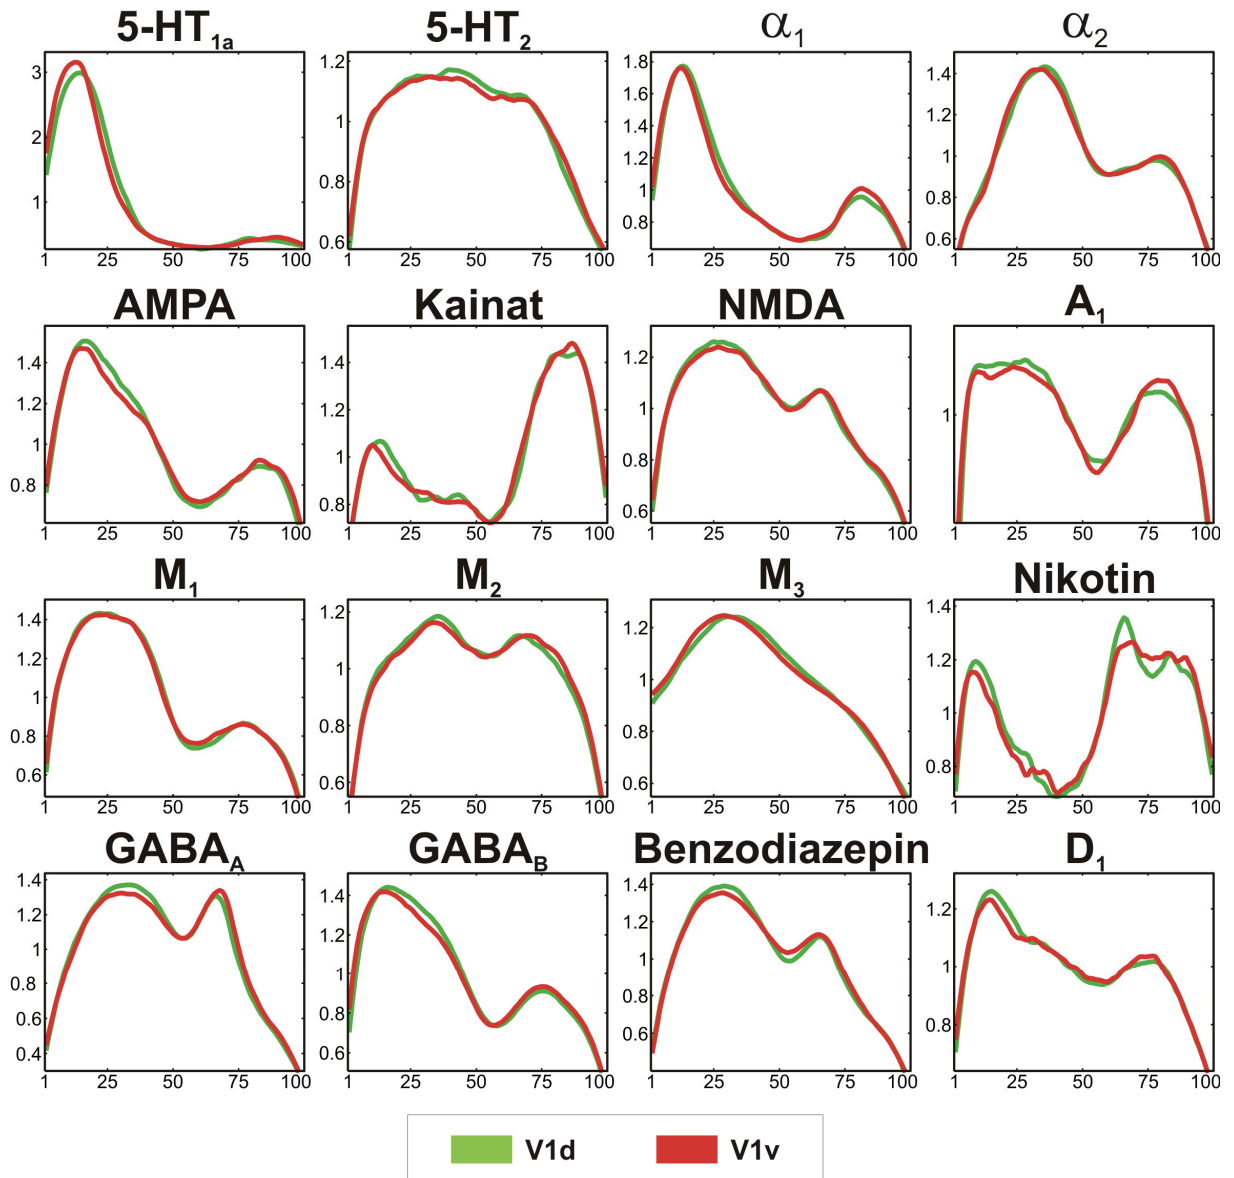 5-HT1a 5-HT2 α1 α2
3 1.2 1.8 1.4
1.6
2 1 1.4 1.2
1.2 1
1 0.8 1 0.8
0.6 0.8 0.6
1 25 50 75 100 1 25 50 75 100 1 25 50 75 100 1 25 50 75 100
AMPA Kainat NMDA A1
1.4 1.4 1.2
1.2 1.2 1 1
1 1 0.8
0.8 0.8 0.6
1 25 50 75 100 1 25 50 75 100 1 25 50 75 100 1 25 50 75 100
M1 M2 M3 Nikotin
1.4 1.2 1.2 1.4
1.2 1 1 1.2
1 0.8 0.8 1
0.8 0.6 0.6 0.8
0.6
1 25 50 75 100 1 25 50 75 100 1 25 50 75 100 1 25 50 75 100
GABAA GABAB Benzodiazepin D1
1.4 1.4 1.4 1.2
1.2 1.2 1.2
1 1 1 1
0.8 0.8 0.8 0.8
0.6 0.6 0.6
0.4
1 25 50 75 100 1 25 50 75 100 1 25 50 75 100 1 25 50 75 100
V1d V1v